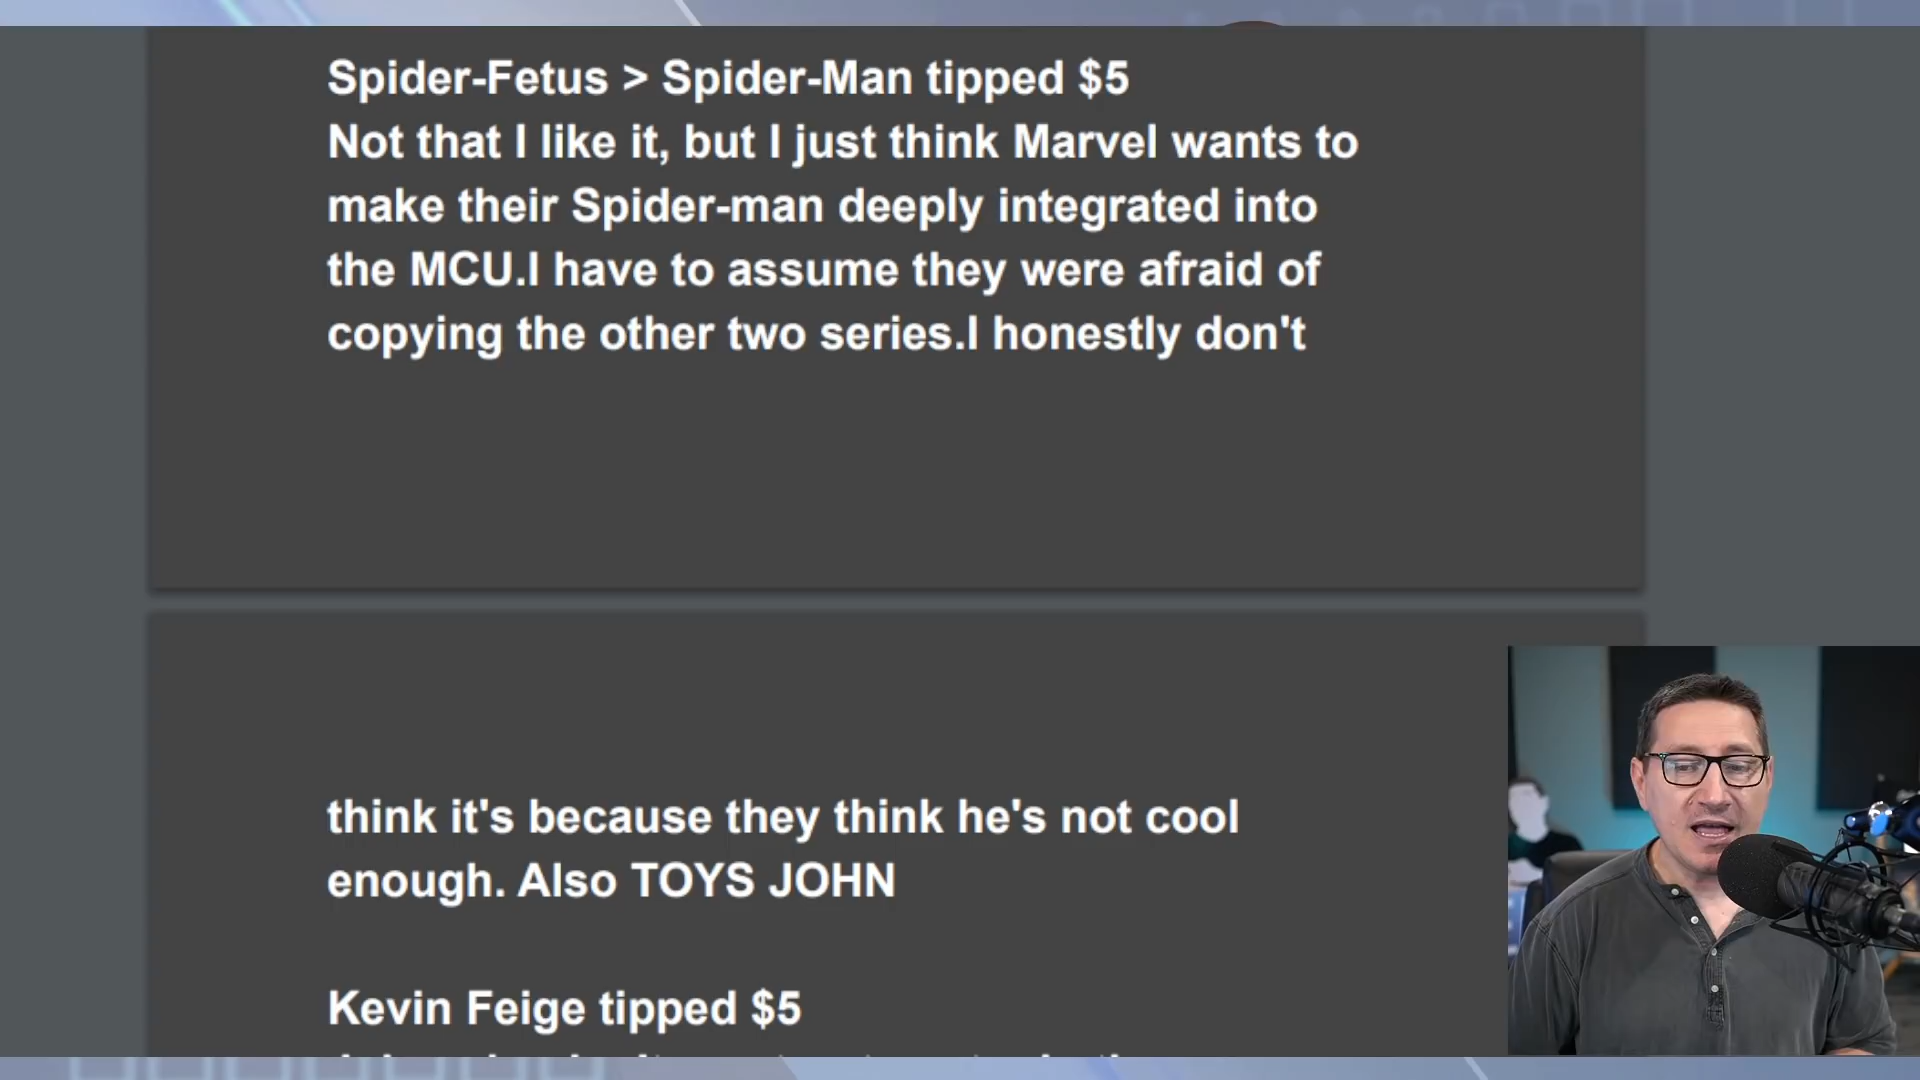 Spider-Fetus > Spider-Man tipped $5
Not that I like it, but I just think Marvel wants to
make their Spider-man deeply integrated into
the MCU.I have to assume they were afraid of
copying the other two series.I honestly don't
think it's because they think he's not cool
enough. Also TOYS JOHN
Kevin Feige tipped $5